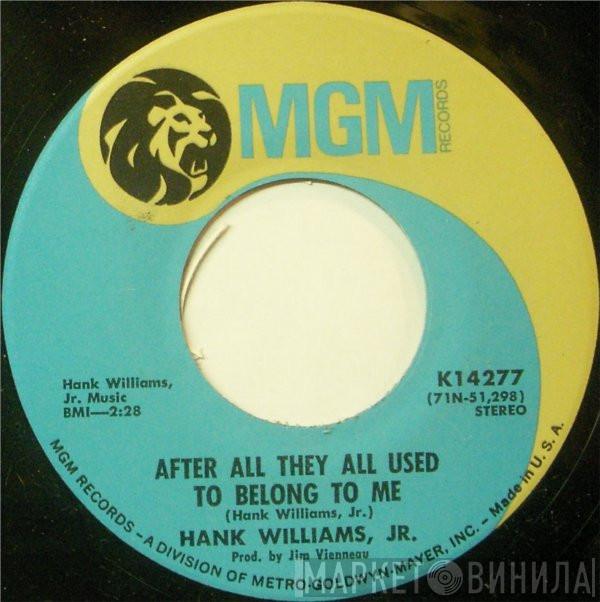 MGM
RECORDS
Hank Williams,
Jr. Music
BMI—2:28
K14277
(71N-51,298)
STEREO
AFTER ALL THEY ALL USED
TO BELONG TO ME
(Hank Williams, Jr.)
HANK WILLIAMS, JR.
Prod. by Jim Vienneau
MGM RECORDS – A DIVISION OF METRO-GOLDWYN-MAYER, INC. – Made in U. S. A.
МАРКЕТ ВИНИЛА